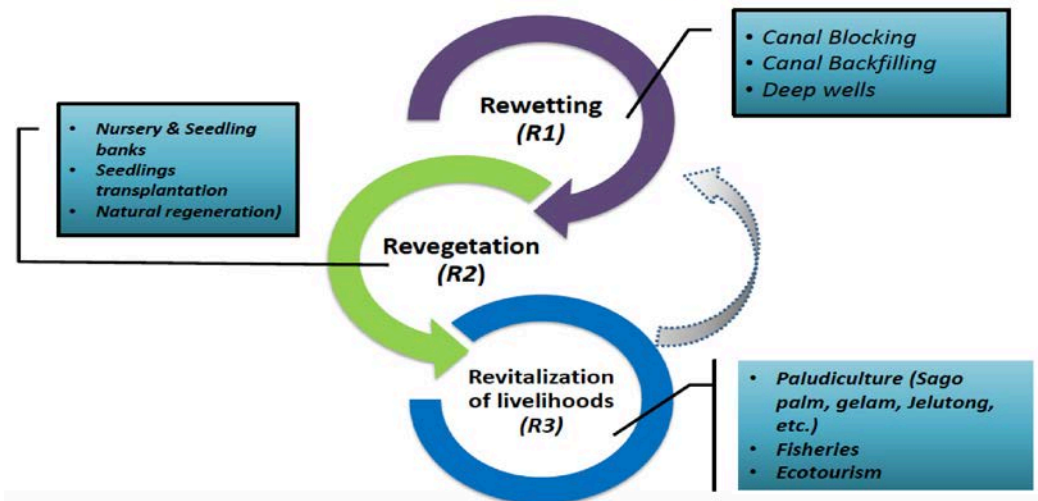 • Canal Blocking
• Canal Backfilling
• Deep wells
Rewetting
(R1)
• Nursery & Seedling
banks
• Seedlings
transplantation
• Natural regeneration)
Revegetation
(R2)
Revitalization
of livelihoods
(R3)
• Paludiculture (Sago
palm, gelam, Jelutong,
etc.)
• Fisheries
• Ecotourism